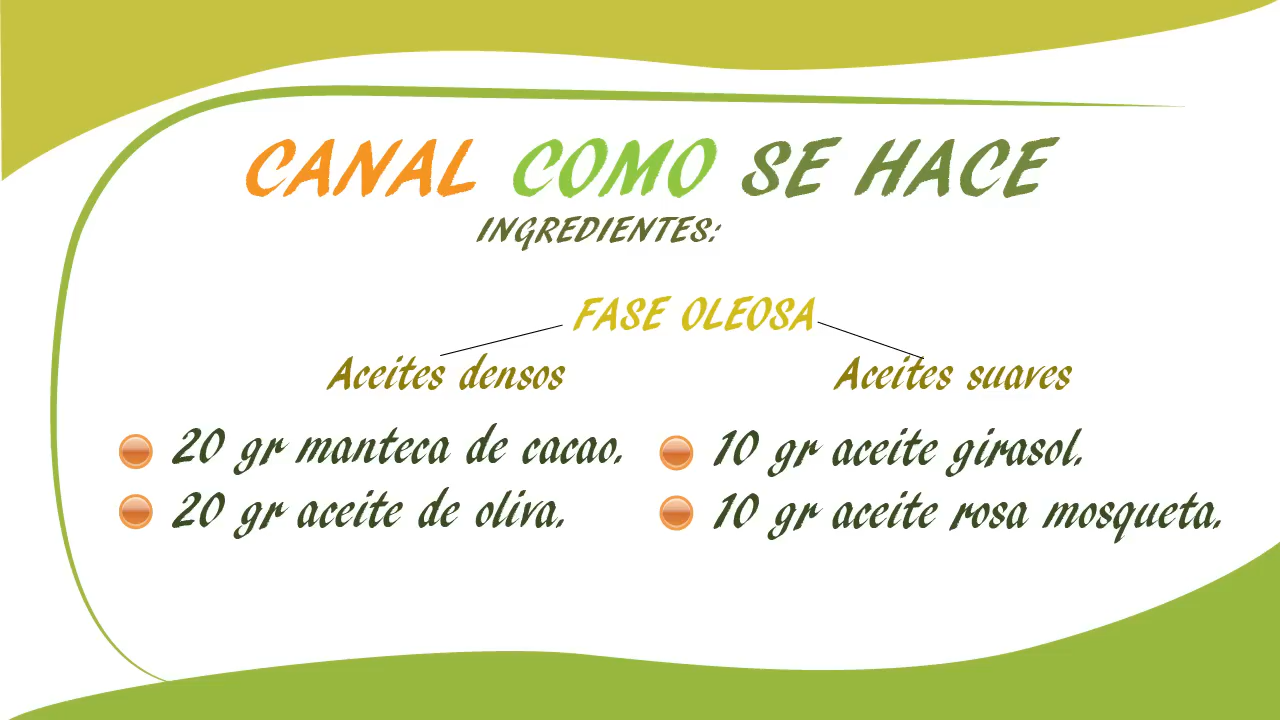 CANAL COMO SE HACE
INGREDIENTES:
FASE OLEOSA
Aceites densos
20 gr manteca de cacao.
20 gr aceite de oliva.
Aceites suaves
10 gr aceite girasol.
10 gr aceite rosa mosqueta.